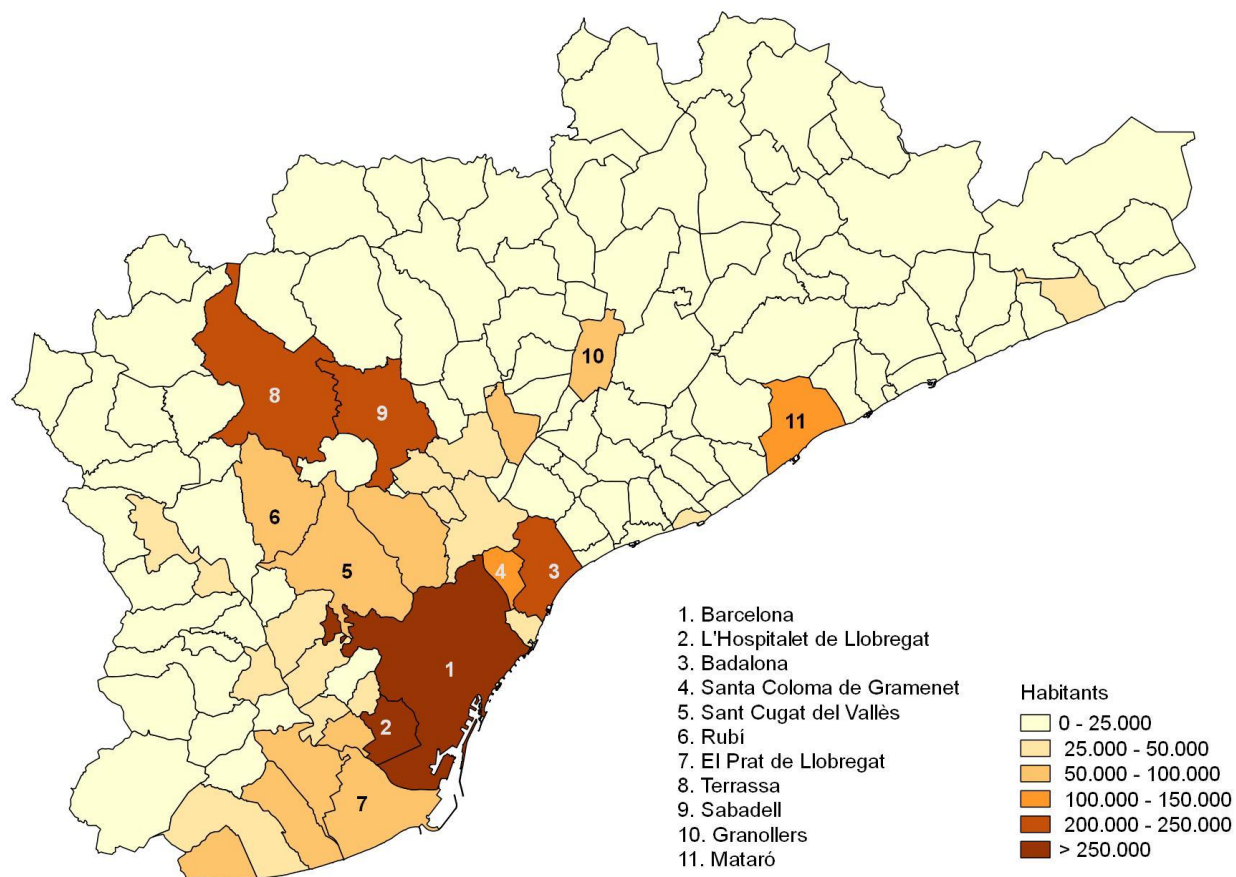 10
8
9
11
6
5
4
3
1
2
7
1. Barcelona
2. L'Hospitalet de Llobregat
3. Badalona
4. Santa Coloma de Gramenet
5. Sant Cugat del Vallès
6. Rubí
7. El Prat de Llobregat
8. Terrassa
9. Sabadell
10. Granollers
11. Mataró
Habitants
0 - 25.000
25.000 - 50.000
50.000 - 100.000
100.000 - 150.000
200.000 - 250.000
> 250.000